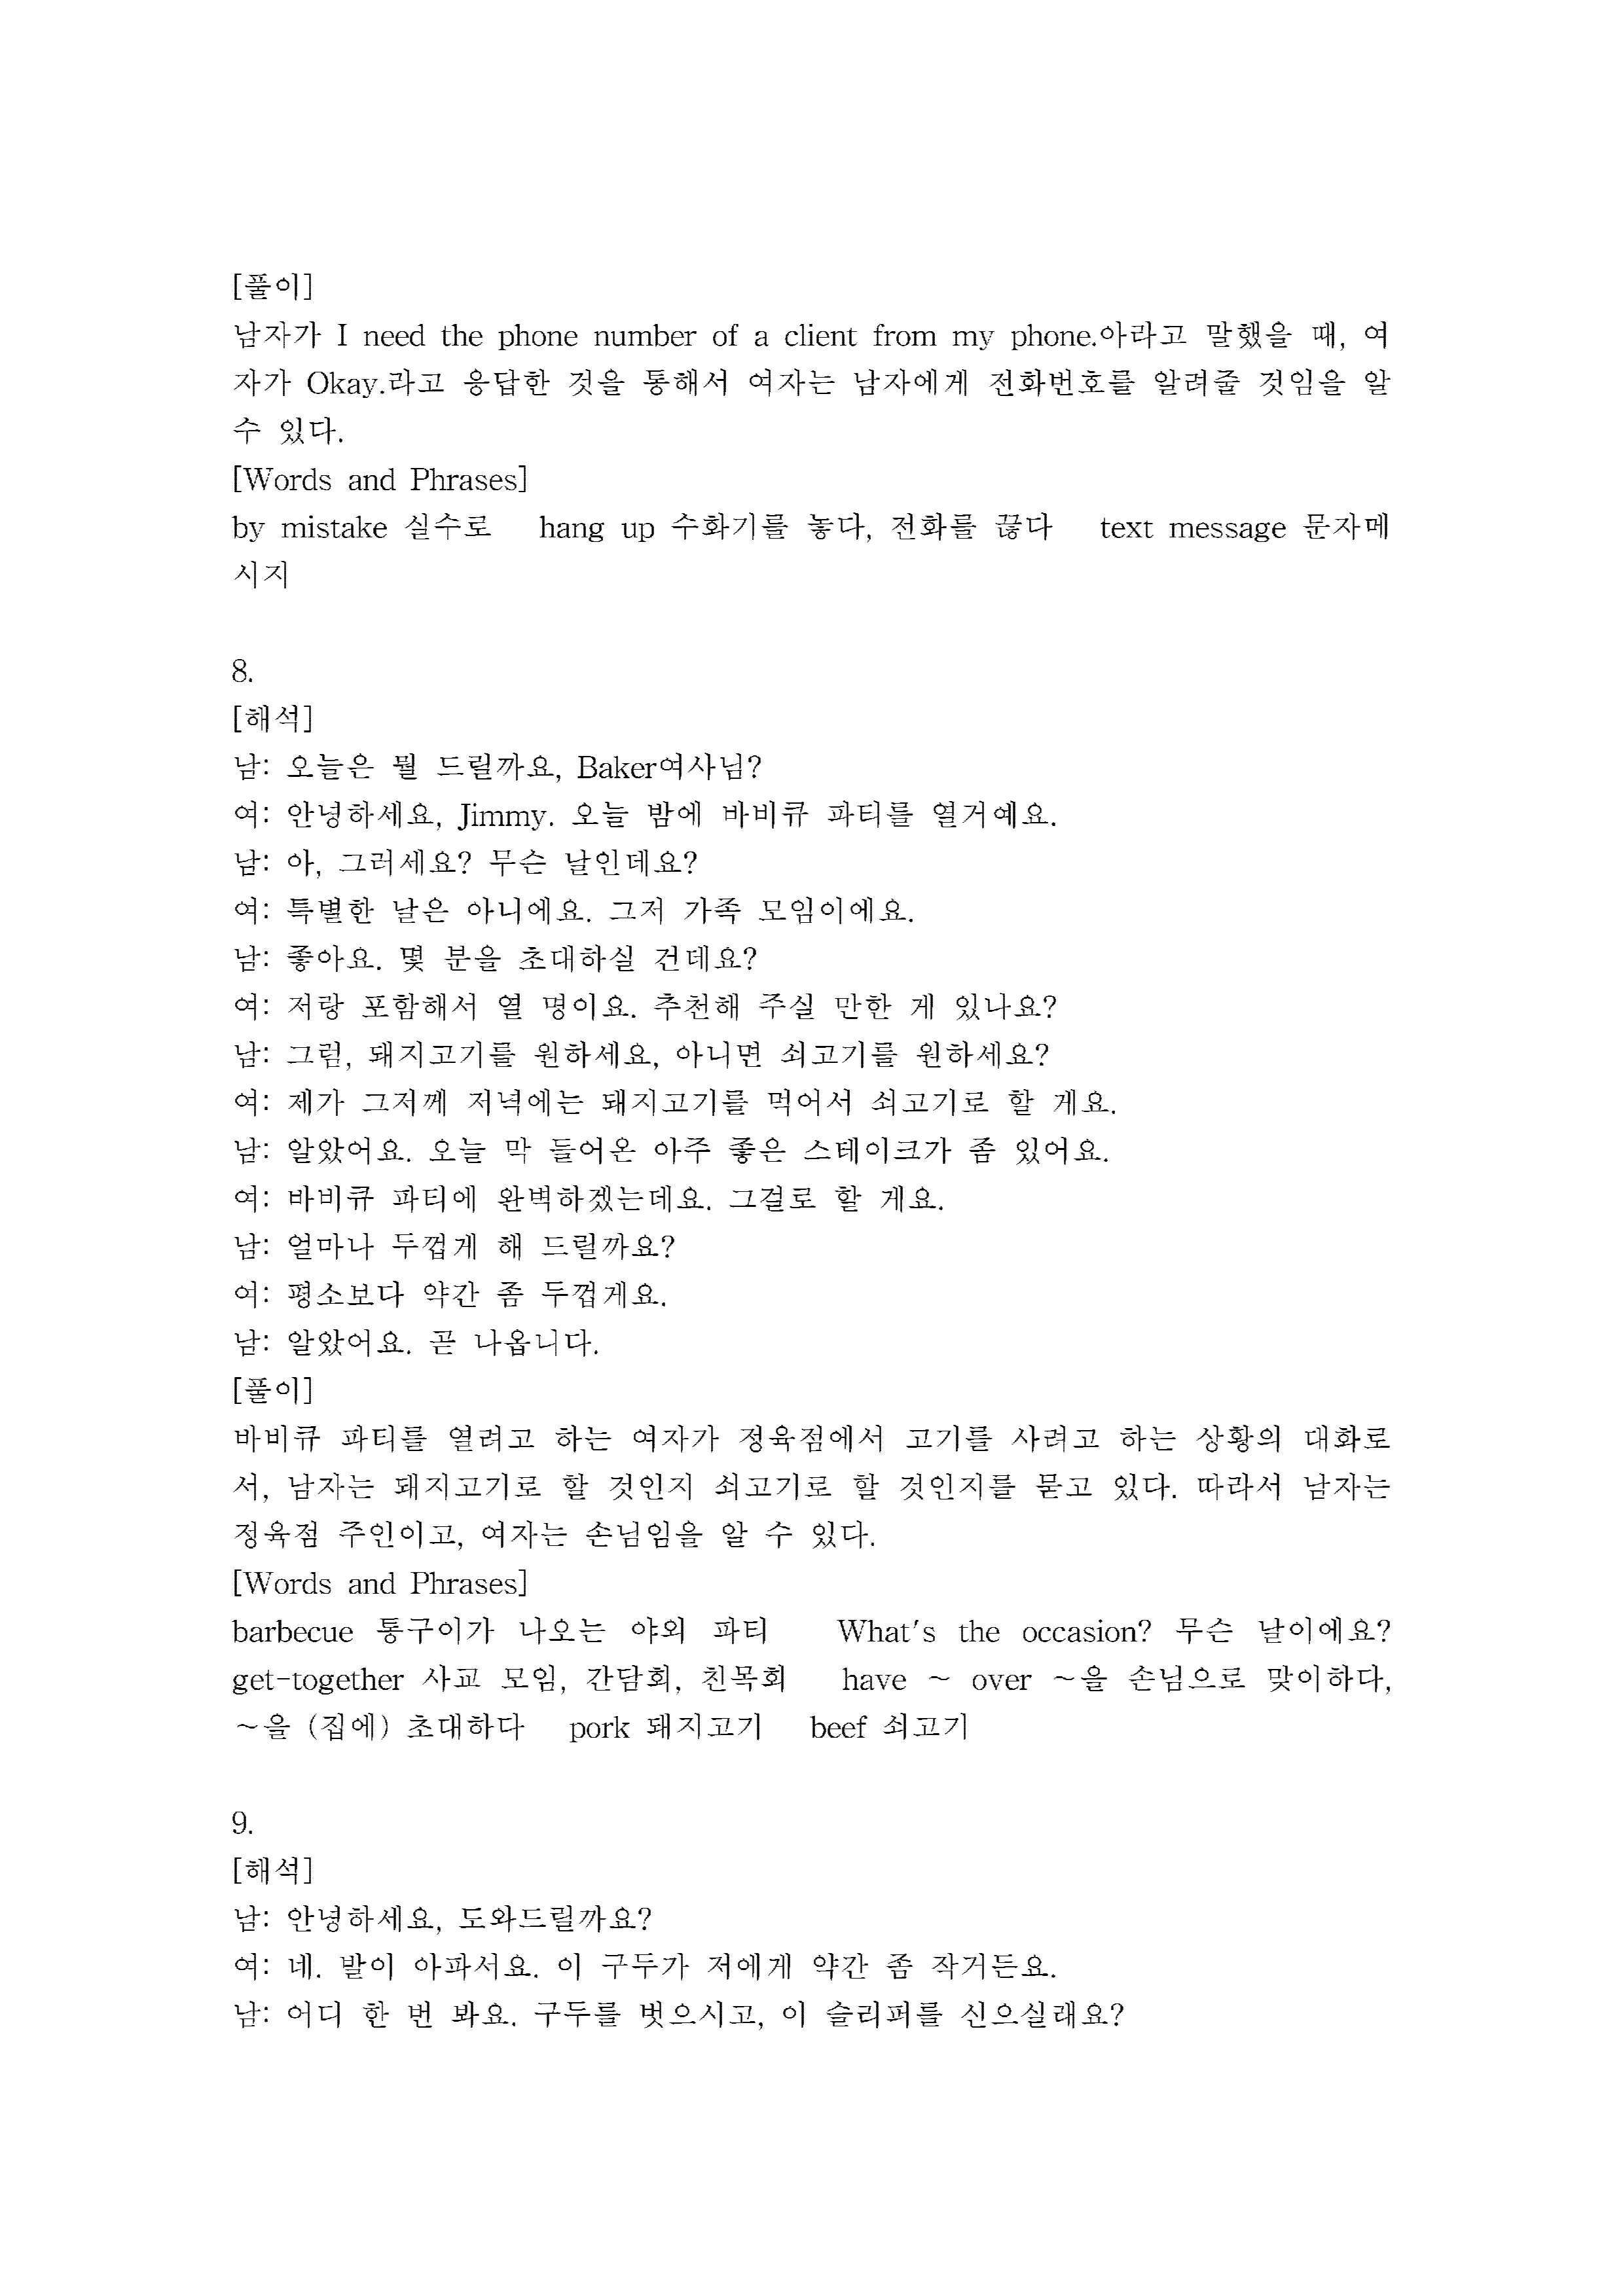 [풀이]
남자가 I need the phone number of a client from my phone.아라고 말했을 때, 여
자가 Okay.라고 응답한 것을 통해서 여자는 남자에게 전화번호를 알려줄 것임을 알
수 있다.
[Words and Phrases]
by mistake 실수로 hang up 수화기를 놓다, 전화를 끊다 text message 문자메
시지
8.
[해석]
남: 오늘은 뭘 드릴까요, Baker여사님?
여: 안녕하세요, Jimmy. 오늘 밤에 바비큐 파티를 열거예요.
남: 아, 그러세요? 무슨 날인데요?
여: 특별한 날은 아니에요. 그저 가족 모임이에요.
남: 좋아요. 몇 분을 초대하실 건데요?
여: 저랑 포함해서 열 명이요. 추천해 주실 만한 게 있나요?
남: 그럼, 돼지고기를 원하세요, 아니면 쇠고기를 원하세요?
여: 제가 그저께 저녁에는 돼지고기를 먹어서 쇠고기로 할 게요.
남: 알았어요. 오늘 막 들어온 아주 좋은 스테이크가 좀 있어요.
여: 바비큐 파티에 완벽하겠는데요. 그걸로 할 게요.
남: 얼마나 두껍게 해 드릴까요?
여: 평소보다 약간 좀 두껍게요.
남: 알았어요. 곧 나옵니다.
[풀이]
바비큐 파티를 열려고 하는 여자가 정육점에서 고기를 사려고 하는 상황의 대화로
서, 남자는 돼지고기로 할 것인지 쇠고기로 할 것인지를 묻고 있다. 따라서 남자는
정육점 주인이고, 여자는 손님임을 알 수 있다.
[Words and Phrases]
barbecue 통구이가 나오는 야외 파티 What's the occasion? 무슨 날이에요?
get-together 사교 모임, 간담회, 친목회 have ~ over ~을 손님으로 맞이하다,
~을 (집에) 초대하다 pork 돼지고기 beef 쇠고기
9.
[해석]
남: 안녕하세요, 도와드릴까요?
여: 네. 발이 아파서요. 이 구두가 저에게 약간 좀 작거든요.
남: 어디 한 번 봐요. 구두를 벗으시고, 이 슬리퍼를 신으실래요?